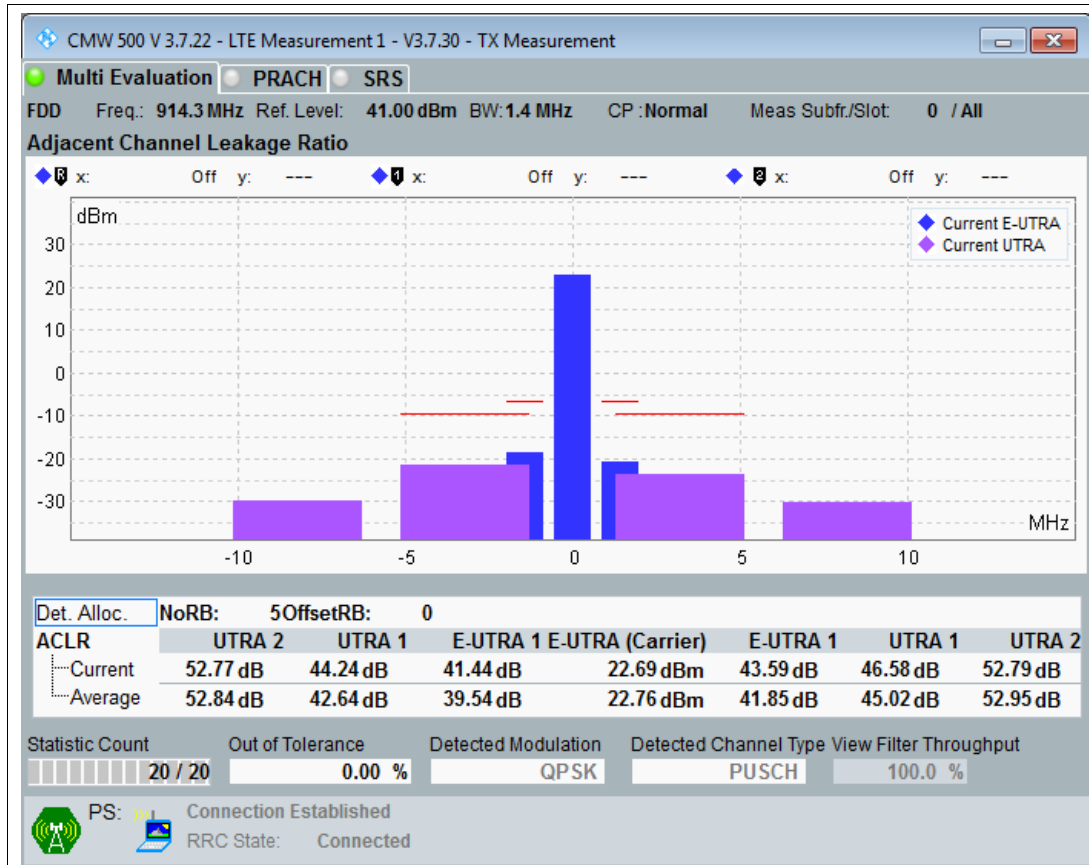 CMW 500 V 3.7.22 - LTE Measurement 1 - V3.7.30 - TX Measurement
Multi Evaluation PRACH SRS
FDD Freq.: 914.3 MHz Ref. Level: 41.00 dBm BW: 1.4 MHz CP : Normal Meas Subfr./Slot: 0 / All
Adjacent Channel Leakage Ratio
R x: Off y: --- 1 x: Off y: --- 2 x: Off y: ---
dBm
Current E-UTRA
Current UTRA
30
20
10
0
-10
-20
-30
MHz
-10 -5 0 5 10
Det. Alloc. NoRB: 5 OffsetRB: 0
ACLR UTRA 2 UTRA 1 E-UTRA 1 E-UTRA (Carrier) E-UTRA 1 UTRA 1 UTRA 2
Current 52.77 dB 44.24 dB 41.44 dB 22.69 dBm 43.59 dB 46.58 dB 52.79 dB
Average 52.84 dB 42.64 dB 39.54 dB 22.76 dBm 41.85 dB 45.02 dB 52.95 dB
Statistic Count Out of Tolerance Detected Modulation Detected Channel Type View Filter Throughput
20 / 20 0.00 % QPSK PUSCH 100.0 %
PS: Connection Established
RRC State: Connected